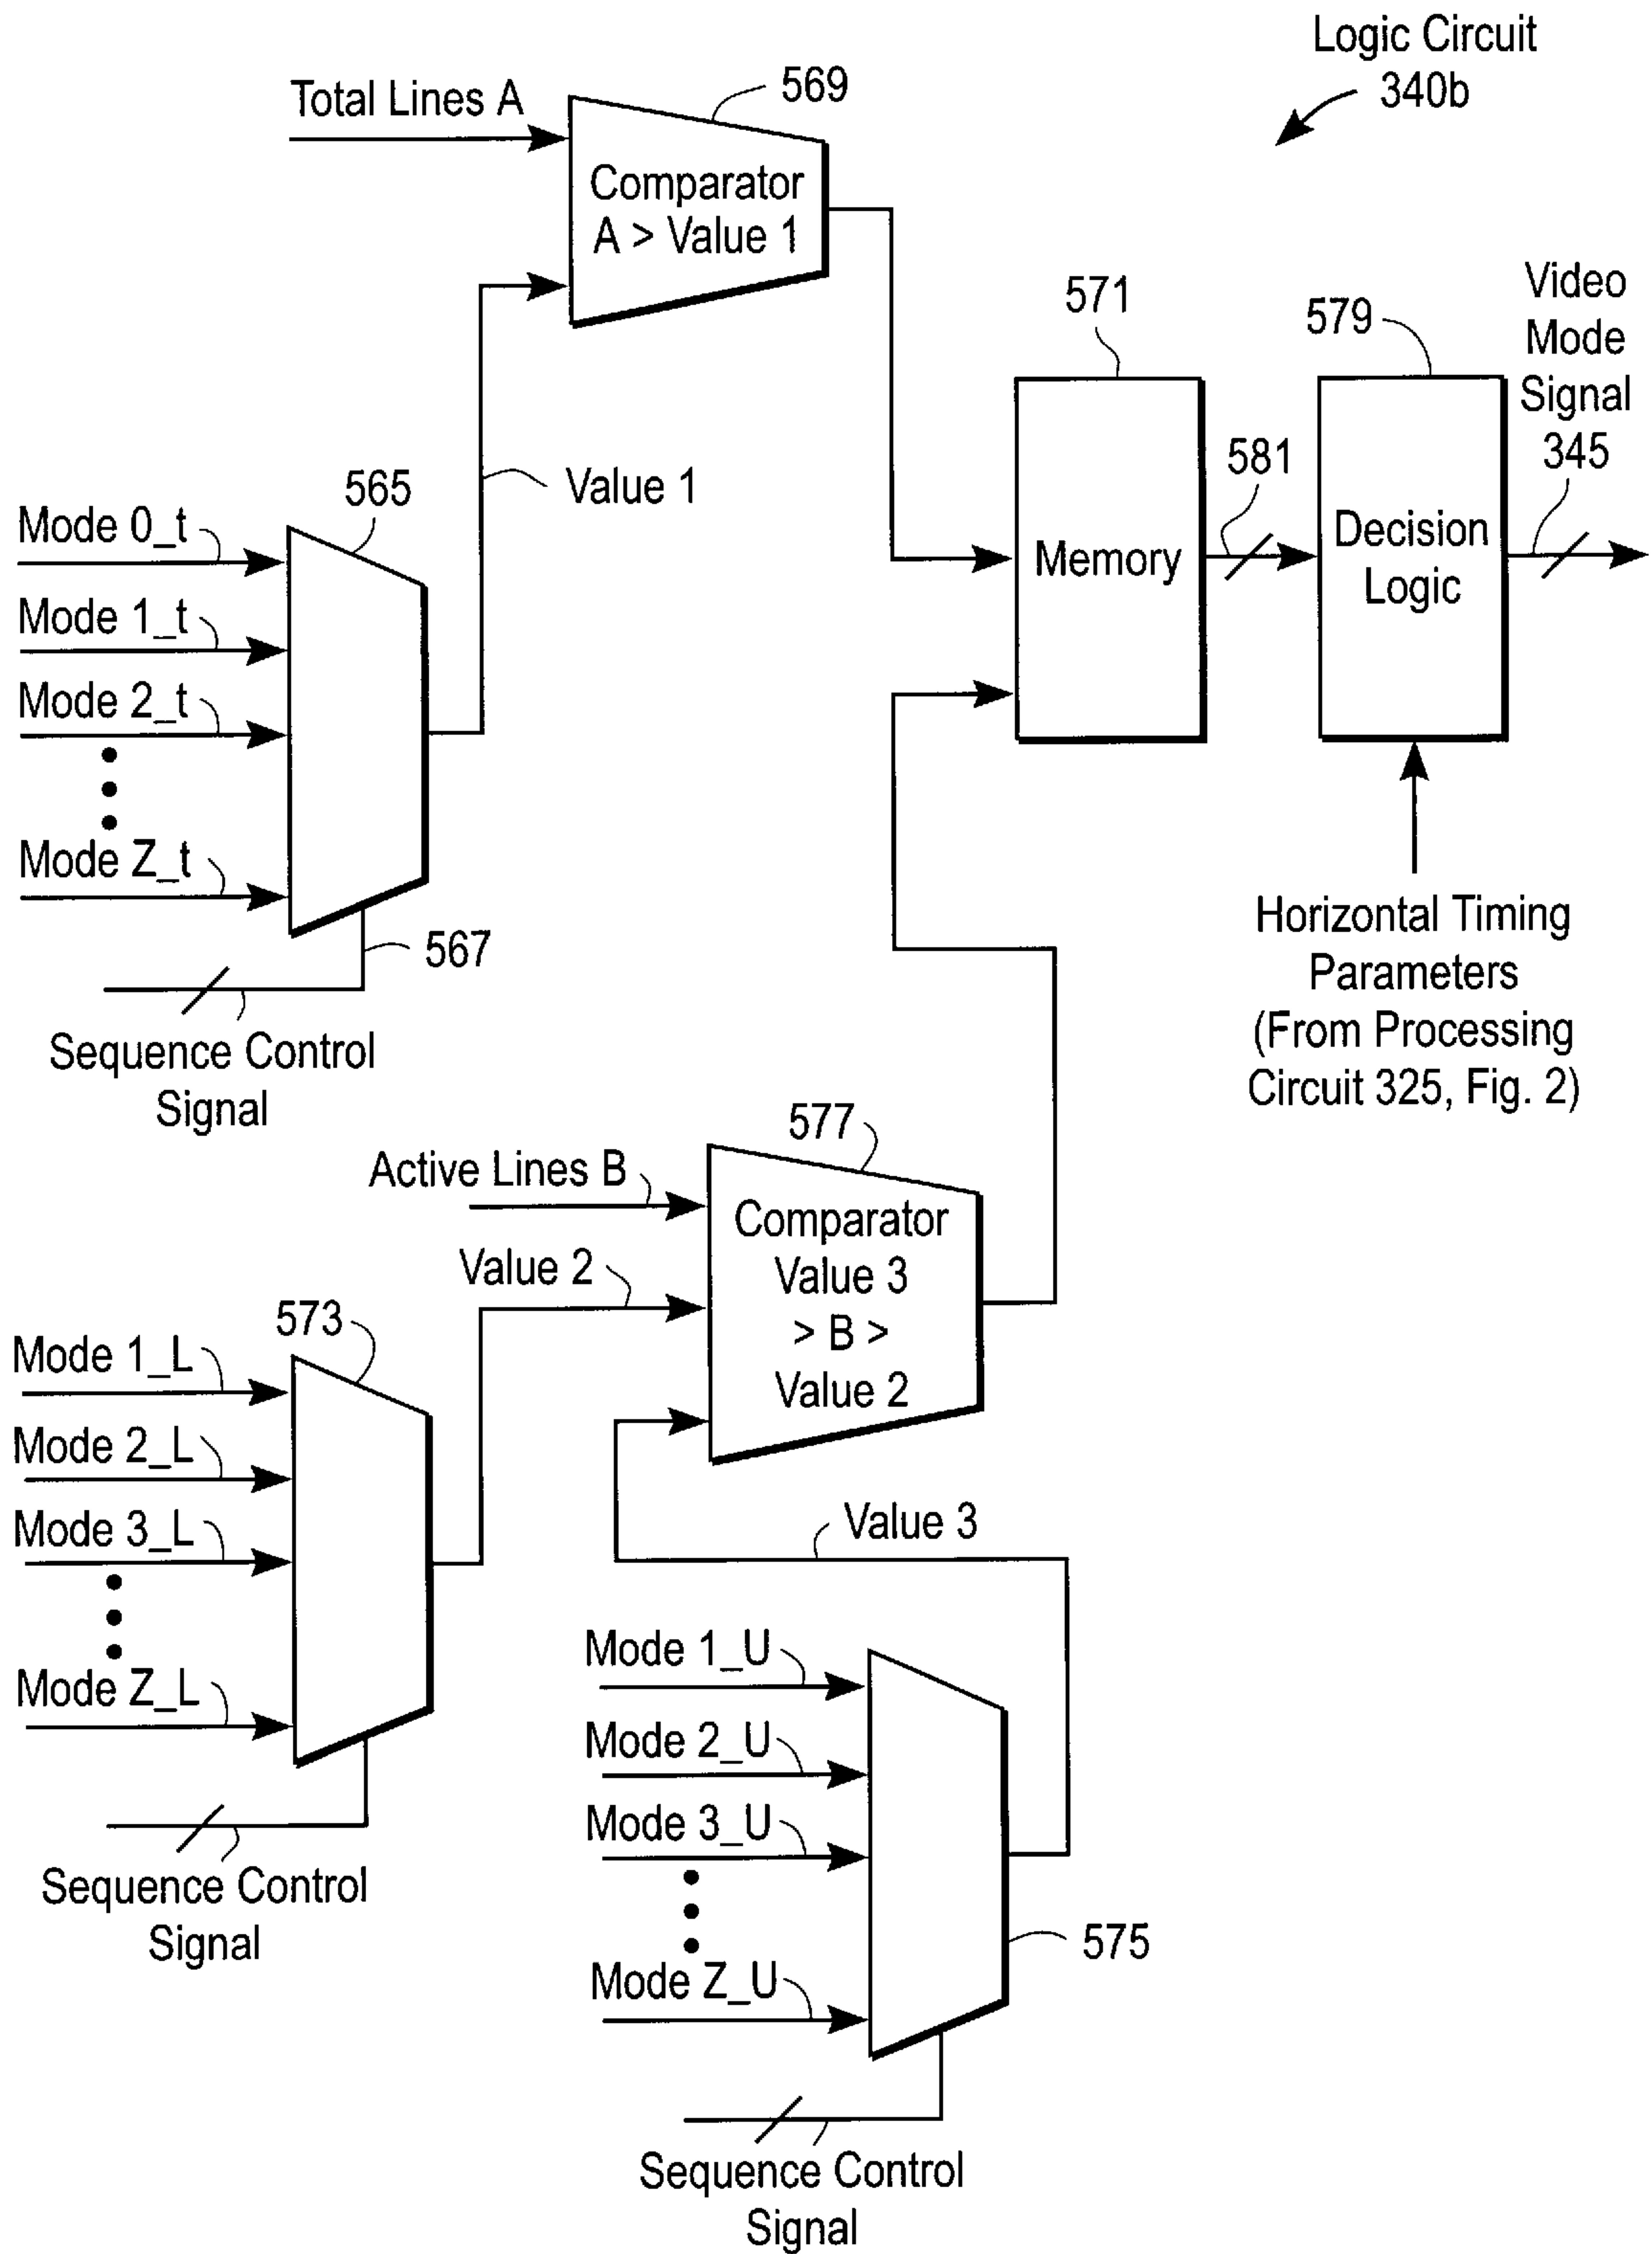 Logic Circuit
340b
Total Lines A
569
Comparator
A > Value 1
571
579
Video
Mode
Signal
345
581
Memory
Decision
Logic
Value 1
565
Mode 0_t
Mode 1_t
Mode 2_t
Mode Z_t
567
Sequence Control
Signal
Horizontal Timing
Parameters
(From Processing
Circuit 325, Fig. 2)
577
Active Lines B
Comparator
Value 3
> B >
Value 2
Value 2
573
Mode 1_L
Mode 2_L
Mode 3_L
Mode Z_L
Sequence Control
Signal
Value 3
Mode 1_U
Mode 2_U
Mode 3_U
Mode Z_U
575
Sequence Control
Signal